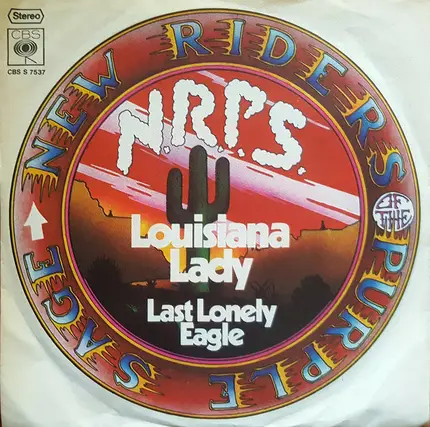 Stereo
CBS
CBS S 7537
NEW RIDERS OF THE PURPLE SAGE
N.R.P.S.
Louisiana
Lady
Last Lonely
Eagle